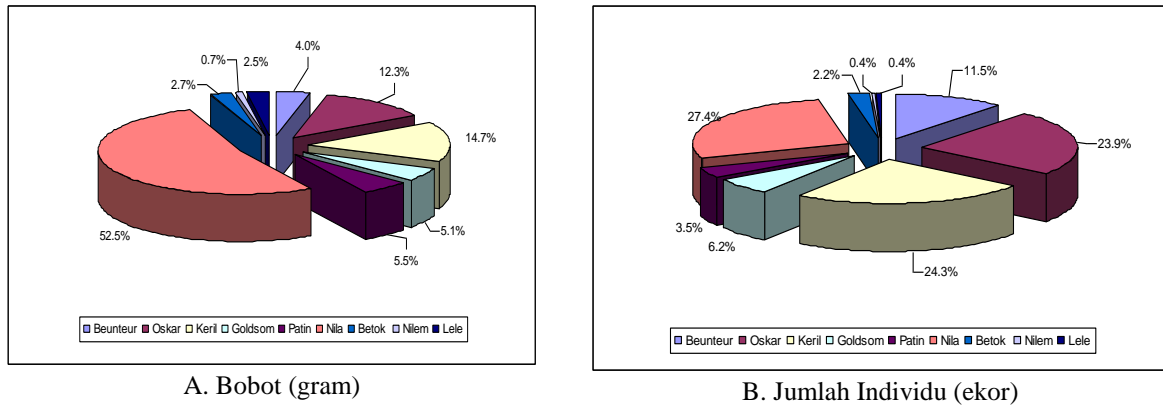 0.7% 2.5% 4.0%
2.7% 12.3%
14.7%
52.5% 5.1%
5.5%
Beunteur Oskar Keril Goldsom Patin Nila Betok Nilem Lele
A. Bobot (gram)
0.4% 0.4%
2.2% 11.5%
27.4%
23.9%
3.5%
6.2%
24.3%
Beunteur Oskar Keril Goldsom Patin Nila Betok Nilem Lele
B. Jumlah Individu (ekor)